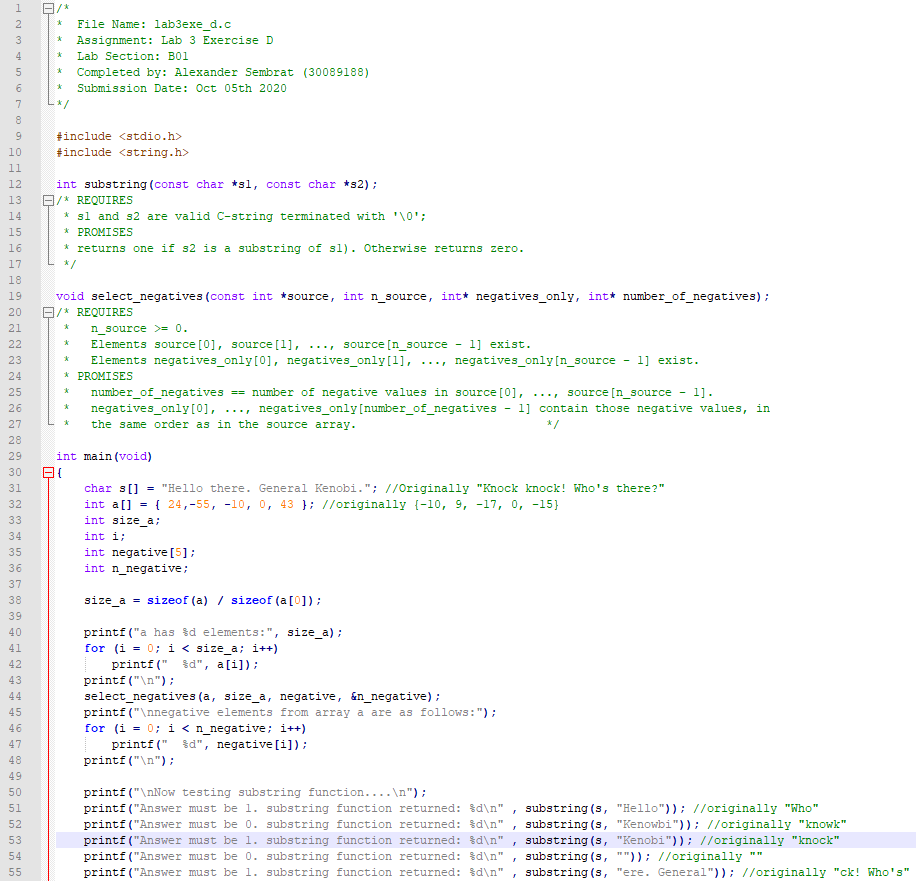 1 /*
2 *  File Name: lab3exe_d.c
3 *  Assignment: Lab 3 Exercise D
4 *  Lab Section: B01
5 *  Completed by: Alexander Sembrat (30089188)
6 *  Submission Date: Oct 05th 2020
7 */
8
9 #include <stdio.h>
10 #include <string.h>
11
12 int substring(const char *s1, const char *s2);
13 /* REQUIRES
14  * s1 and s2 are valid C-string terminated with '\0';
15  * PROMISES
16  * returns one if s2 is a substring of s1). Otherwise returns zero.
17  */
18
19 void select_negatives(const int *source, int n_source, int* negatives_only, int* number_of_negatives);
20 /* REQUIRES
21  *   n_source >= 0.
22  *   Elements source[0], source[1], ..., source[n_source - 1] exist.
23  *   Elements negatives_only[0], negatives_only[1], ..., negatives_only[n_source - 1] exist.
24  * PROMISES
25  *   number_of_negatives == number of negative values in source[0], ..., source[n_source - 1].
26  *   negatives_only[0], ..., negatives_only[number_of_negatives - 1] contain those negative values, in
27  *   the same order as in the source array.                           */
28
29 int main(void)
30 {
31     char s[] = "Hello there. General Kenobi."; //Originally "Knock knock! Who's there?"
32     int a[] = { 24,-55, -10, 0, 43 }; //originally {-10, 9, -17, 0, -15}
33     int size_a;
34     int i;
35     int negative[5];
36     int n_negative;
37
38     size_a = sizeof(a) / sizeof(a[0]);
39
40     printf("a has %d elements:", size_a);
41     for (i = 0; i < size_a; i++)
42         printf("  %d", a[i]);
43     printf("\n");
44     select_negatives(a, size_a, negative, &n_negative);
45     printf("\nnegative elements from array a are as follows:");
46     for (i = 0; i < n_negative; i++)
47         printf("  %d", negative[i]);
48     printf("\n");
49
50     printf("\nNow testing substring function....\n");
51     printf("Answer must be 1. substring function returned: %d\n" , substring(s, "Hello")); //originally "Who"
52     printf("Answer must be 0. substring function returned: %d\n" , substring(s, "Kenowbi")); //originally "knowk"
53     printf("Answer must be 1. substring function returned: %d\n" , substring(s, "Kenobi")); //originally "knock"
54     printf("Answer must be 0. substring function returned: %d\n" , substring(s, "")); //originally ""
55     printf("Answer must be 1. substring function returned: %d\n" , substring(s, "ere. General")); //originally "ck! Who's"